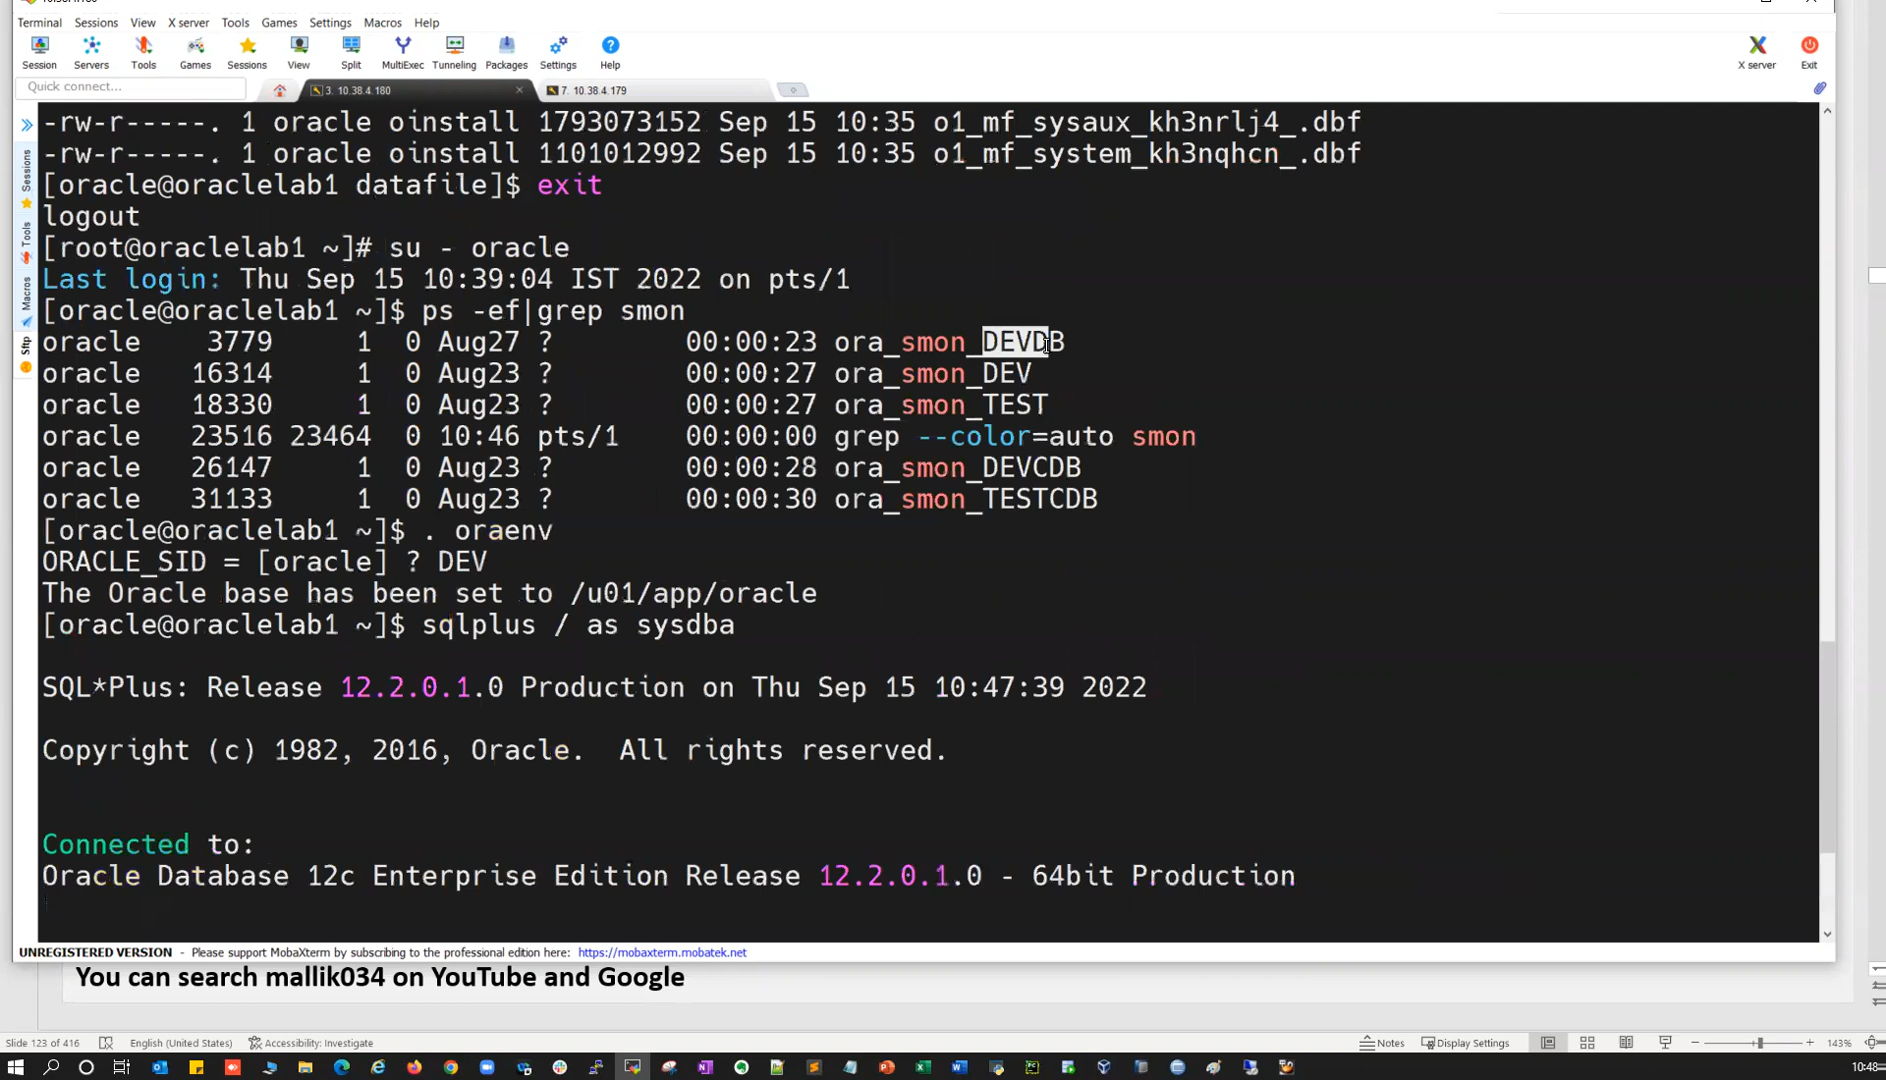 Terminal Sessions View X server Tools Games Settings Macros Help
Session Servers Tools Games Sessions View Split MultiExec Tunneling Packages Settings Help X server Exit
Quick connect... 3. 10.38.4.180 7. 10.38.4.179
-rw-r-----. 1 oracle oinstall 1793073152 Sep 15 10:35 o1_mf_sysaux_kh3nrlj4_.dbf
-rw-r-----. 1 oracle oinstall 1101012992 Sep 15 10:35 o1_mf_system_kh3nqhcn_.dbf
[oracle@oraclelab1 datafile]$ exit
logout
[root@oraclelab1 ~]# su - oracle
Last login: Thu Sep 15 10:39:04 IST 2022 on pts/1
[oracle@oraclelab1 ~]$ ps -ef|grep smon
oracle 3779 1 0 Aug27 ? 00:00:23 ora_smon_DEVDB
oracle 16314 1 0 Aug23 ? 00:00:27 ora_smon_DEV
oracle 18330 1 0 Aug23 ? 00:00:27 ora_smon_TEST
oracle 23516 23464 0 10:46 pts/1 00:00:00 grep --color=auto smon
oracle 26147 1 0 Aug23 ? 00:00:28 ora_smon_DEVCDB
oracle 31133 1 0 Aug23 ? 00:00:30 ora_smon_TESTCDB
[oracle@oraclelab1 ~]$ . oraenv
ORACLE_SID = [oracle] ? DEV
The Oracle base has been set to /u01/app/oracle
[oracle@oraclelab1 ~]$ sqlplus / as sysdba
SQL*Plus: Release 12.2.0.1.0 Production on Thu Sep 15 10:47:39 2022
Copyright (c) 1982, 2016, Oracle. All rights reserved.
Connected to:
Oracle Database 12c Enterprise Edition Release 12.2.0.1.0 - 64bit Production
Sessions
Tools
Macros
Sftp
UNREGISTERED VERSION - Please support MobaXterm by subscribing to the professional edition here: https://mobaxterm.mobatek.net
You can search mallik034 on YouTube and Google
Slide 123 of 416 English (United States) Accessibility: Investigate Notes Display Settings 143%
10:48